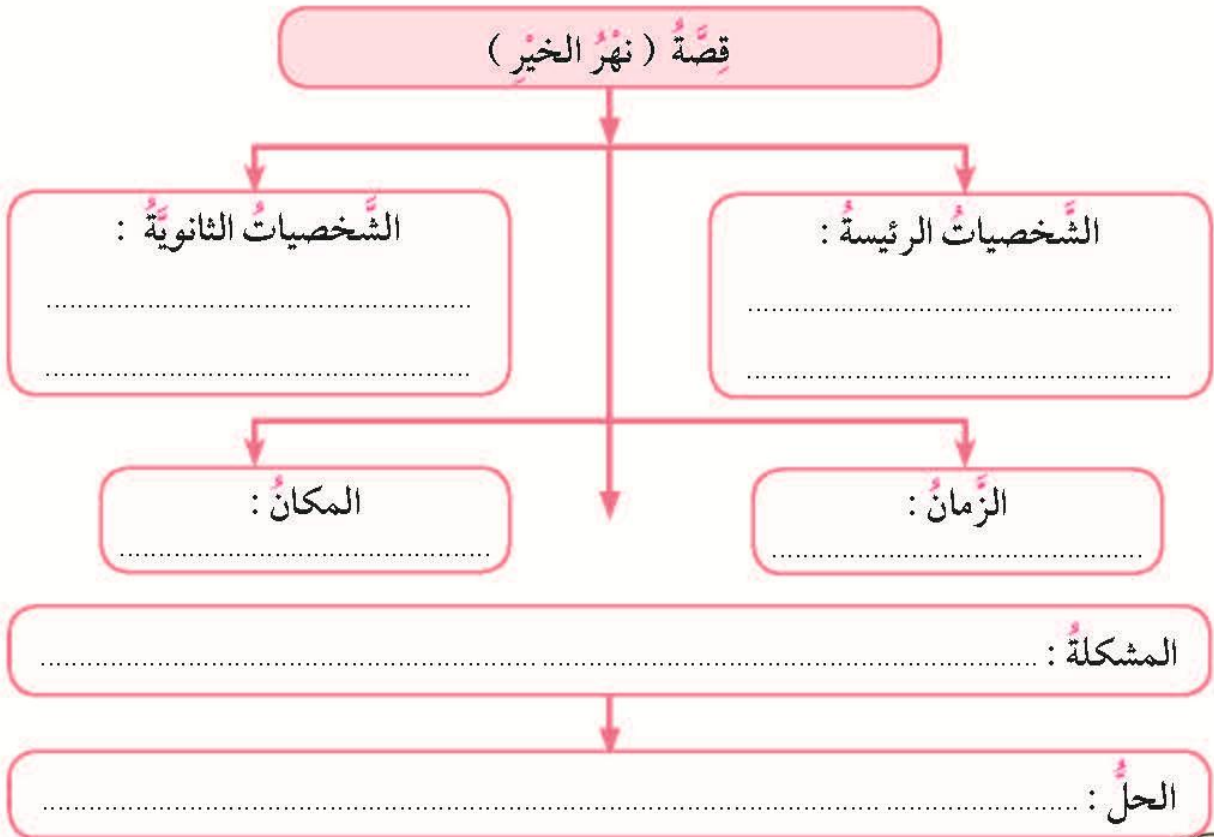 قِصَّةُ ( نهْرُ الخيْرِ )
الشَّخصياتُ الرئيسةُ :
................................................
................................................
الشَّخصياتُ الثانويَّةُ :
................................................
................................................
الزَّمانُ :
..........................................
المكانُ :
..........................................
المشكلةُ : ................................................................................
الحلُّ : ................................................................................